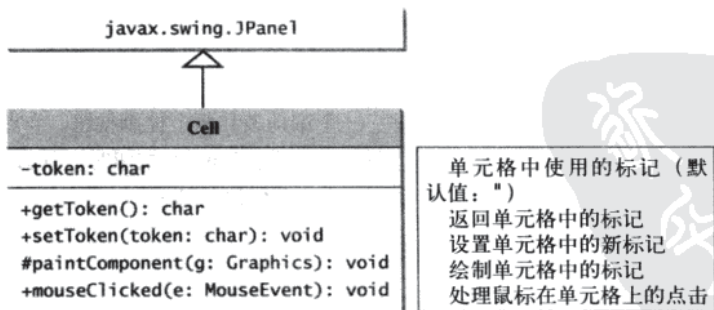 javax.swing.JPanel
Cell
-token: char
+getToken(): char
+setToken(token: char): void
#paintComponent(g: Graphics): void
+mouseClicked(e: MouseEvent): void
单元格中使用的标记（默
认值："）
返回单元格中的标记
设置单元格中的新标记
绘制单元格中的标记
处理鼠标在单元格上的点击